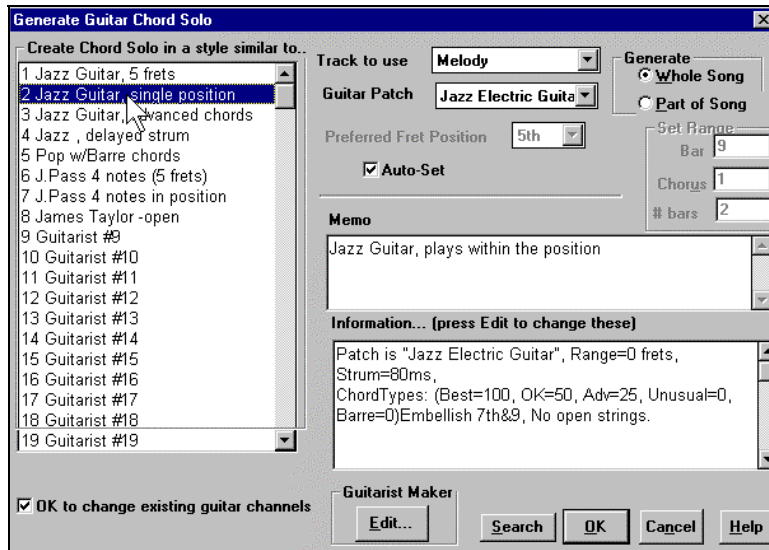 Generate Guitar Chord Solo
Create Chord Solo in a style similar to..
1 Jazz Guitar, 5 frets
2 Jazz Guitar, single position
3 Jazz Guitar, advanced chords
4 Jazz , delayed strum
5 Pop w/Barre chords
6 J.Pass 4 notes (5 frets)
7 J.Pass 4 notes in position
8 James Taylor -open
9 Guitarist #9
10 Guitarist #10
11 Guitarist #11
12 Guitarist #12
13 Guitarist #13
14 Guitarist #14
15 Guitarist #15
16 Guitarist #16
17 Guitarist #17
18 Guitarist #18
19 Guitarist #19
OK to change existing guitar channels
Track to use Melody
Guitar Patch Jazz Electric Guita
Preferred Fret Position 5th
Auto-Set
Generate
Whole Song
Part of Song
Set Range
Bar 9
Chorus 1
# bars 2
Memo
Jazz Guitar, plays within the position
Information... (press Edit to change these)
Patch is "Jazz Electric Guitar", Range=0 frets,
Strum=80ms,
ChordTypes: (Best=100, OK=50, Adv=25, Unusual=0,
Barre=0)Embellish 7th&9, No open strings.
Guitarist Maker
Edit...
Search
OK
Cancel
Help